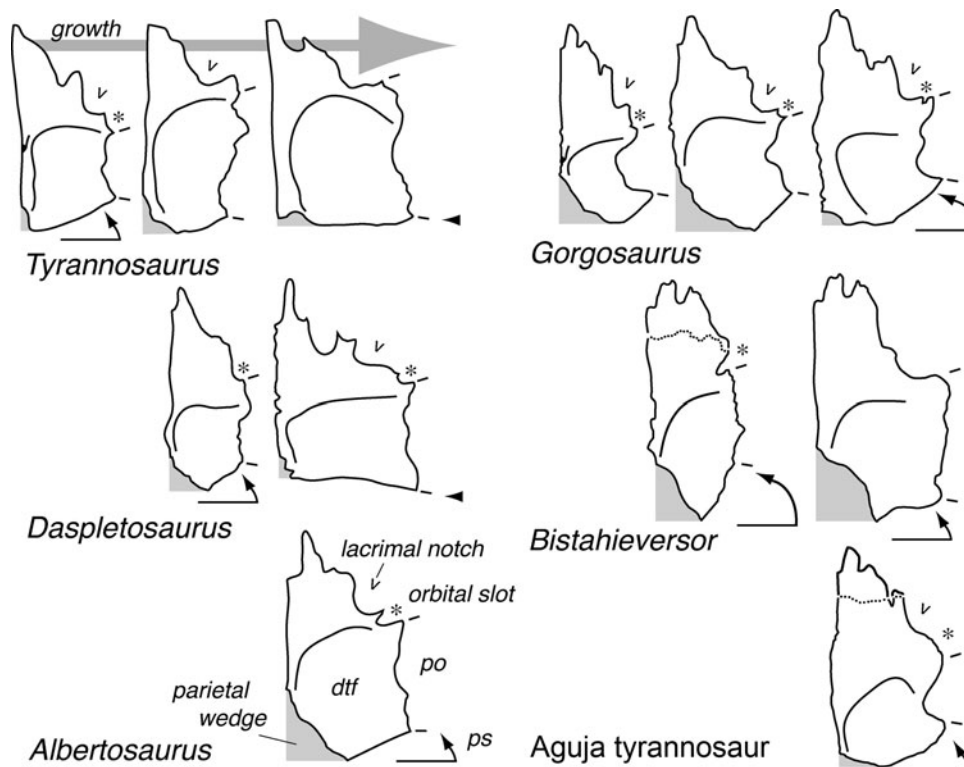 growth
v
*
v
Tyrannosaurus
v
*
v
*
v
*
Gorgosaurus
*
v
*
Daspletosaurus
*
Bistahieversor
lacrimal notch
v
orbital slot
*
po
dtf
parietal
wedge
ps
Albertosaurus
v
*
Aguja tyrannosaur